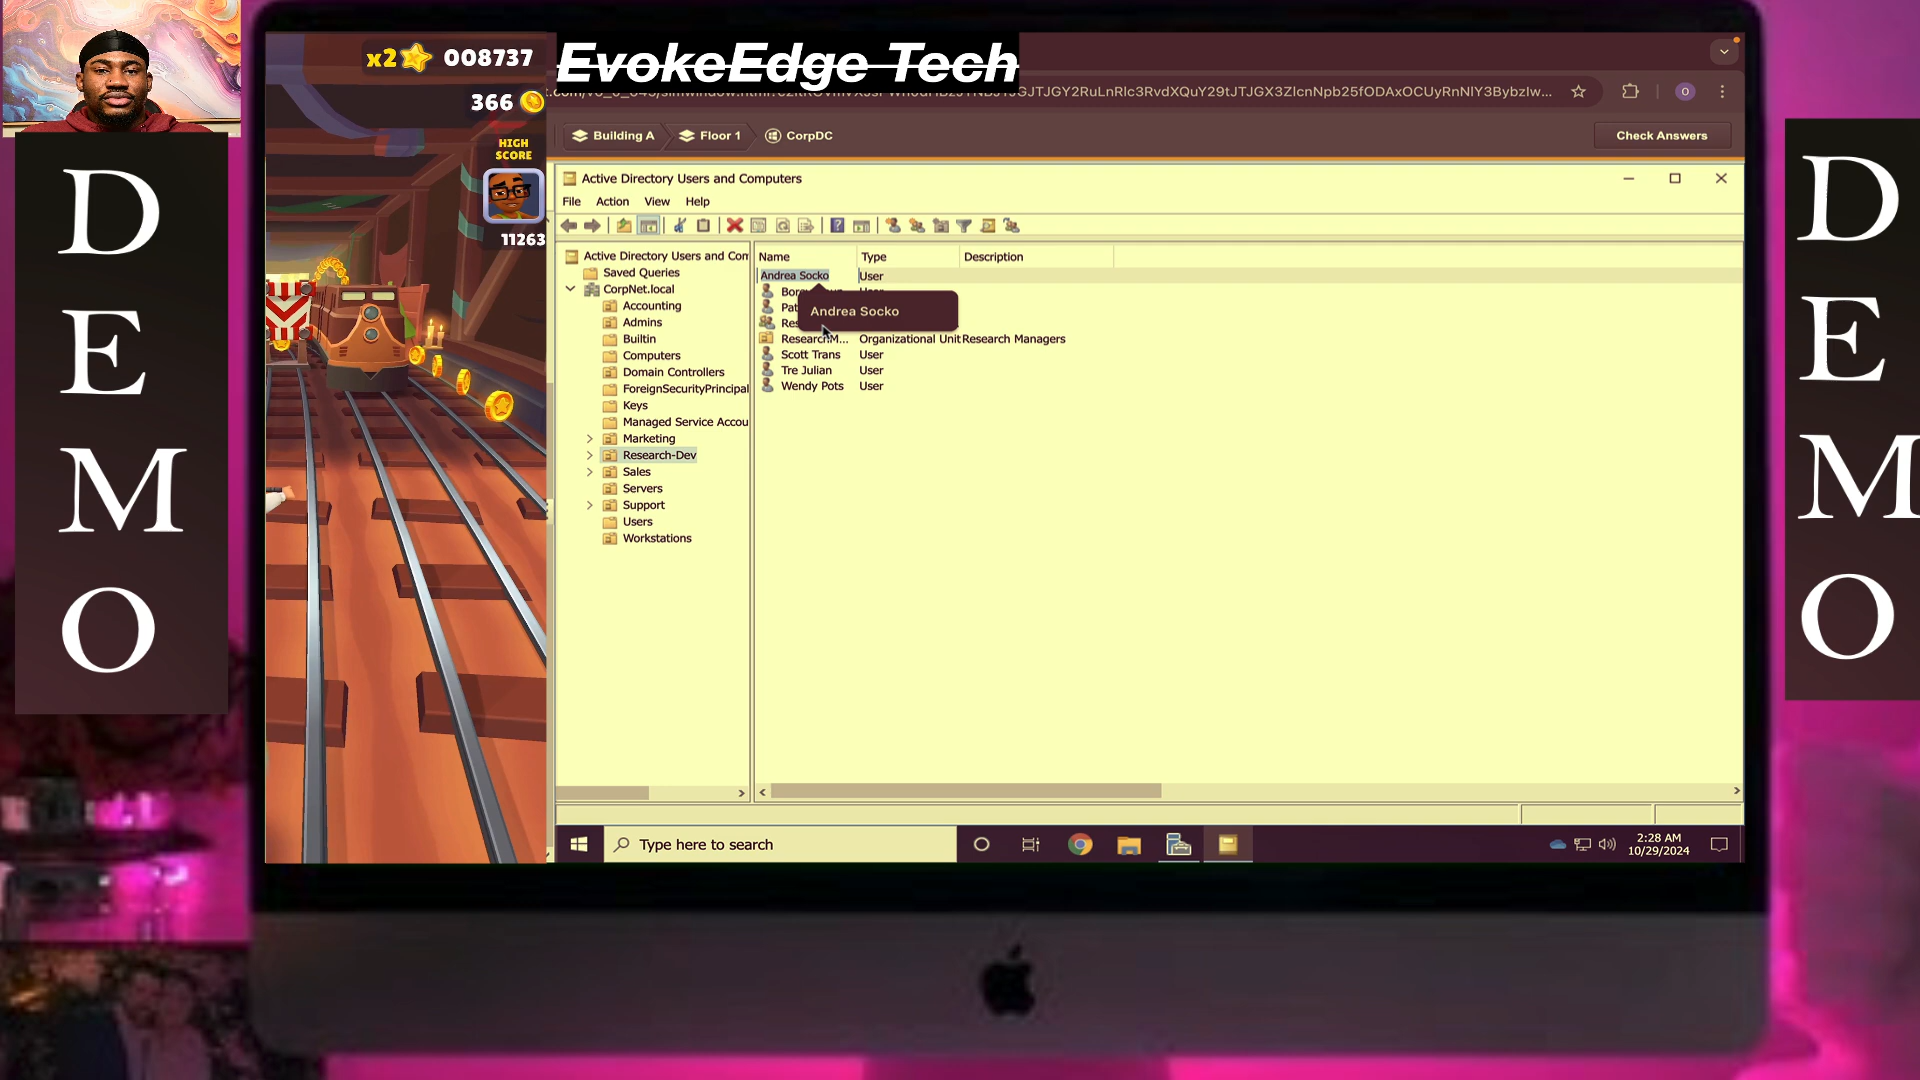 x2 008737
366
HIGH
SCORE
11263
EvokeEdge Tech
D
E
M
O
D
E
M
O
Building A
Floor 1
CorpDC
Check Answers
Active Directory Users and Computers
File Action View Help
Active Directory Users and Com
Saved Queries
CorpNet.local
Accounting
Admins
Builtin
Computers
Domain Controllers
ForeignSecurityPrincipal
Keys
Managed Service Accou
Marketing
Research-Dev
Sales
Servers
Support
Users
Workstations
Name Type Description
Andrea Socko User
Andrea Socko
ResearchM... Organizational Unit Research Managers
Scott Trans User
Tre Julian User
Wendy Pots User
Type here to search
2:28 AM
10/29/2024